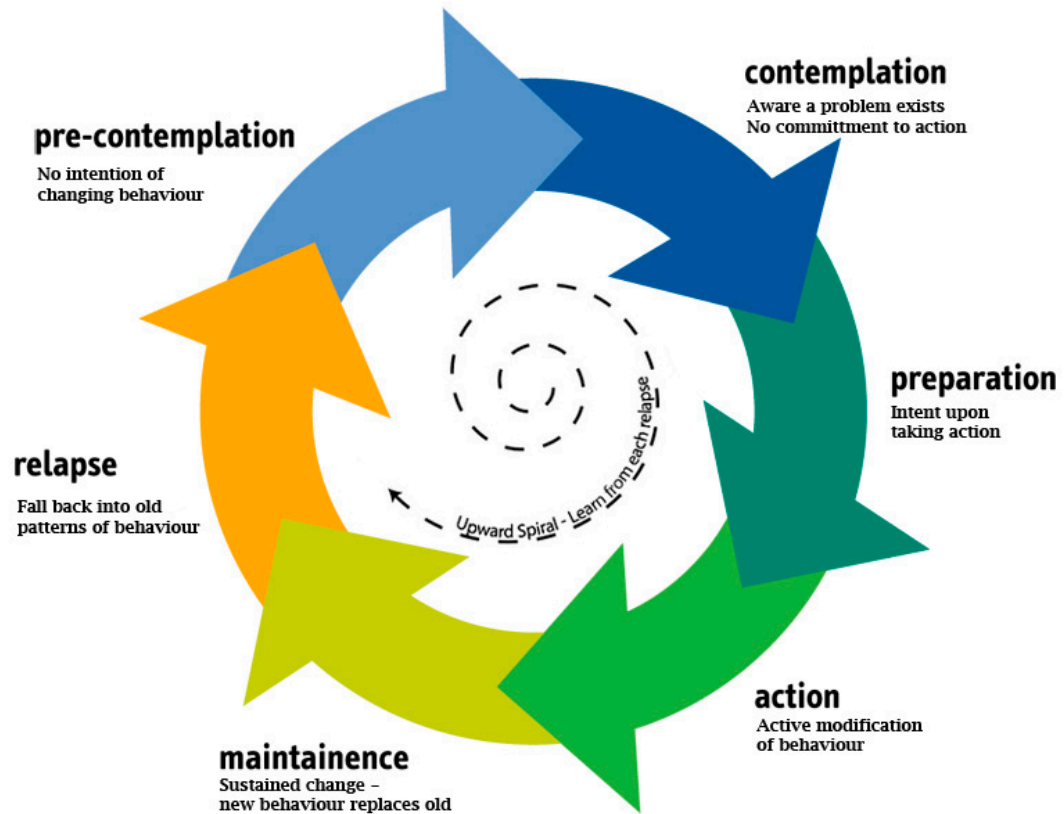 pre-contemplation
No intention of
changing behaviour
contemplation
Aware a problem exists
No committment to action
preparation
Intent upon
taking action
action
Active modification
of behaviour
maintainence
Sustained change –
new behaviour replaces old
relapse
Fall back into old
patterns of behaviour
Upward Spiral - Learn from each relapse